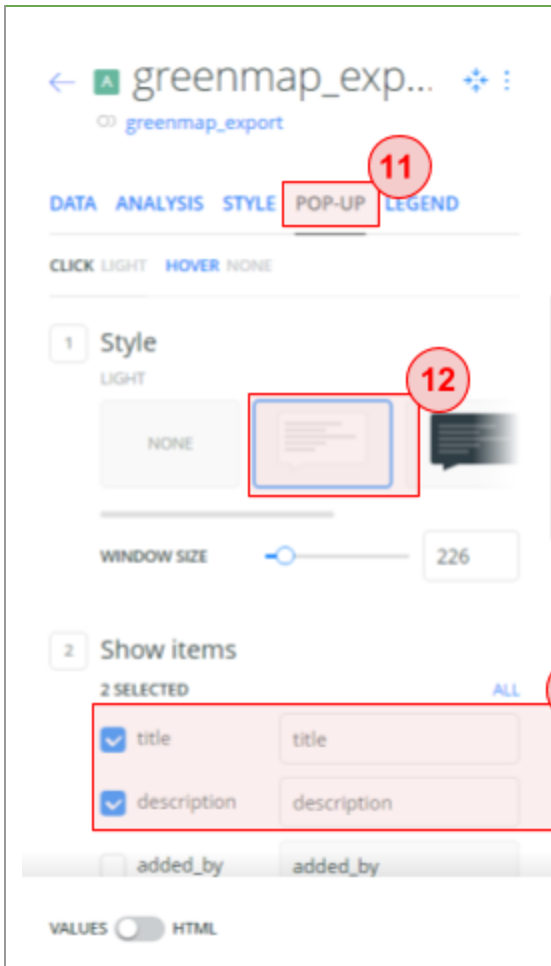 ← A greenmap_exp...
greenmap_export
11
DATA ANALYSIS STYLE POP-UP LEGEND
CLICK LIGHT HOVER NONE
1 Style
LIGHT
12
NONE
WINDOW SIZE 226
2 Show items
2 SELECTED ALL
title title
description description
added_by added_by
VALUES HTML